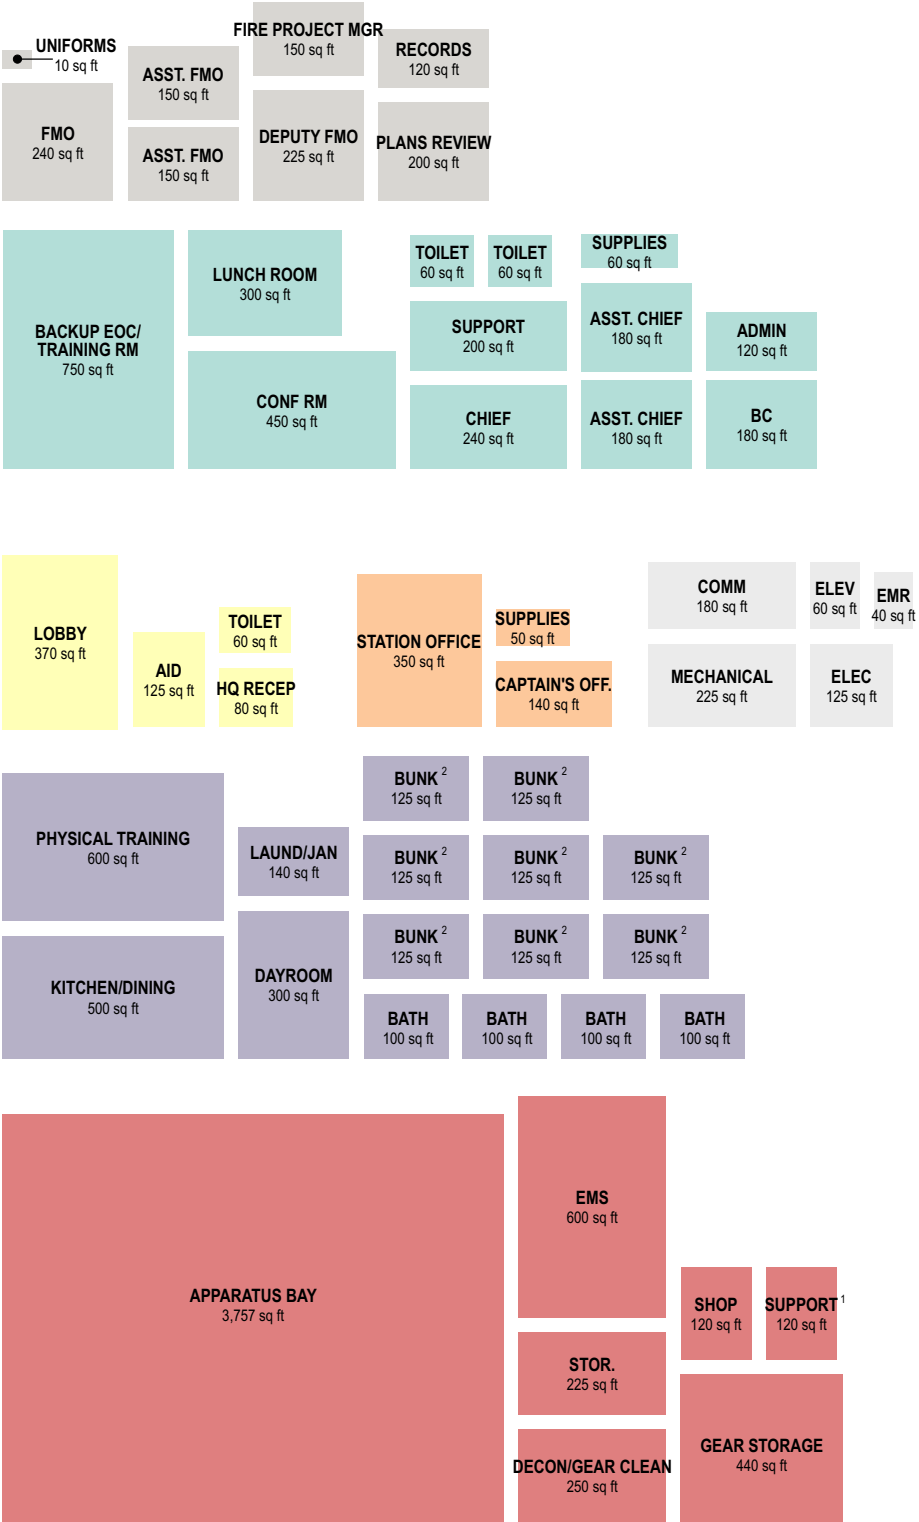 UNIFORMS
10 sq ft
FMO
240 sq ft
ASST. FMO
150 sq ft
ASST. FMO
150 sq ft
FIRE PROJECT MGR
150 sq ft
DEPUTY FMO
225 sq ft
RECORDS
120 sq ft
PLANS REVIEW
200 sq ft
BACKUP EOC/
TRAINING RM
750 sq ft
LUNCH ROOM
300 sq ft
CONF RM
450 sq ft
TOILET
60 sq ft
TOILET
60 sq ft
SUPPORT
200 sq ft
CHIEF
240 sq ft
SUPPLIES
60 sq ft
ASST. CHIEF
180 sq ft
ASST. CHIEF
180 sq ft
ADMIN
120 sq ft
BC
180 sq ft
LOBBY
370 sq ft
AID
125 sq ft
TOILET
60 sq ft
HQ RECEP
80 sq ft
STATION OFFICE
350 sq ft
SUPPLIES
50 sq ft
CAPTAIN'S OFF.
140 sq ft
COMM
180 sq ft
ELEV
60 sq ft
EMR
40 sq ft
MECHANICAL
225 sq ft
ELEC
125 sq ft
PHYSICAL TRAINING
600 sq ft
KITCHEN/DINING
500 sq ft
LAUND/JAN
140 sq ft
DAYROOM
300 sq ft
BUNK 2
125 sq ft
BUNK 2
125 sq ft
BUNK 2
125 sq ft
BUNK 2
125 sq ft
BUNK 2
125 sq ft
BUNK 2
125 sq ft
BUNK 2
125 sq ft
BUNK 2
125 sq ft
BATH
100 sq ft
BATH
100 sq ft
BATH
100 sq ft
BATH
100 sq ft
APPARATUS BAY
3,757 sq ft
EMS
600 sq ft
STOR.
225 sq ft
DECON/GEAR CLEAN
250 sq ft
SHOP
120 sq ft
SUPPORT 1
120 sq ft
GEAR STORAGE
440 sq ft